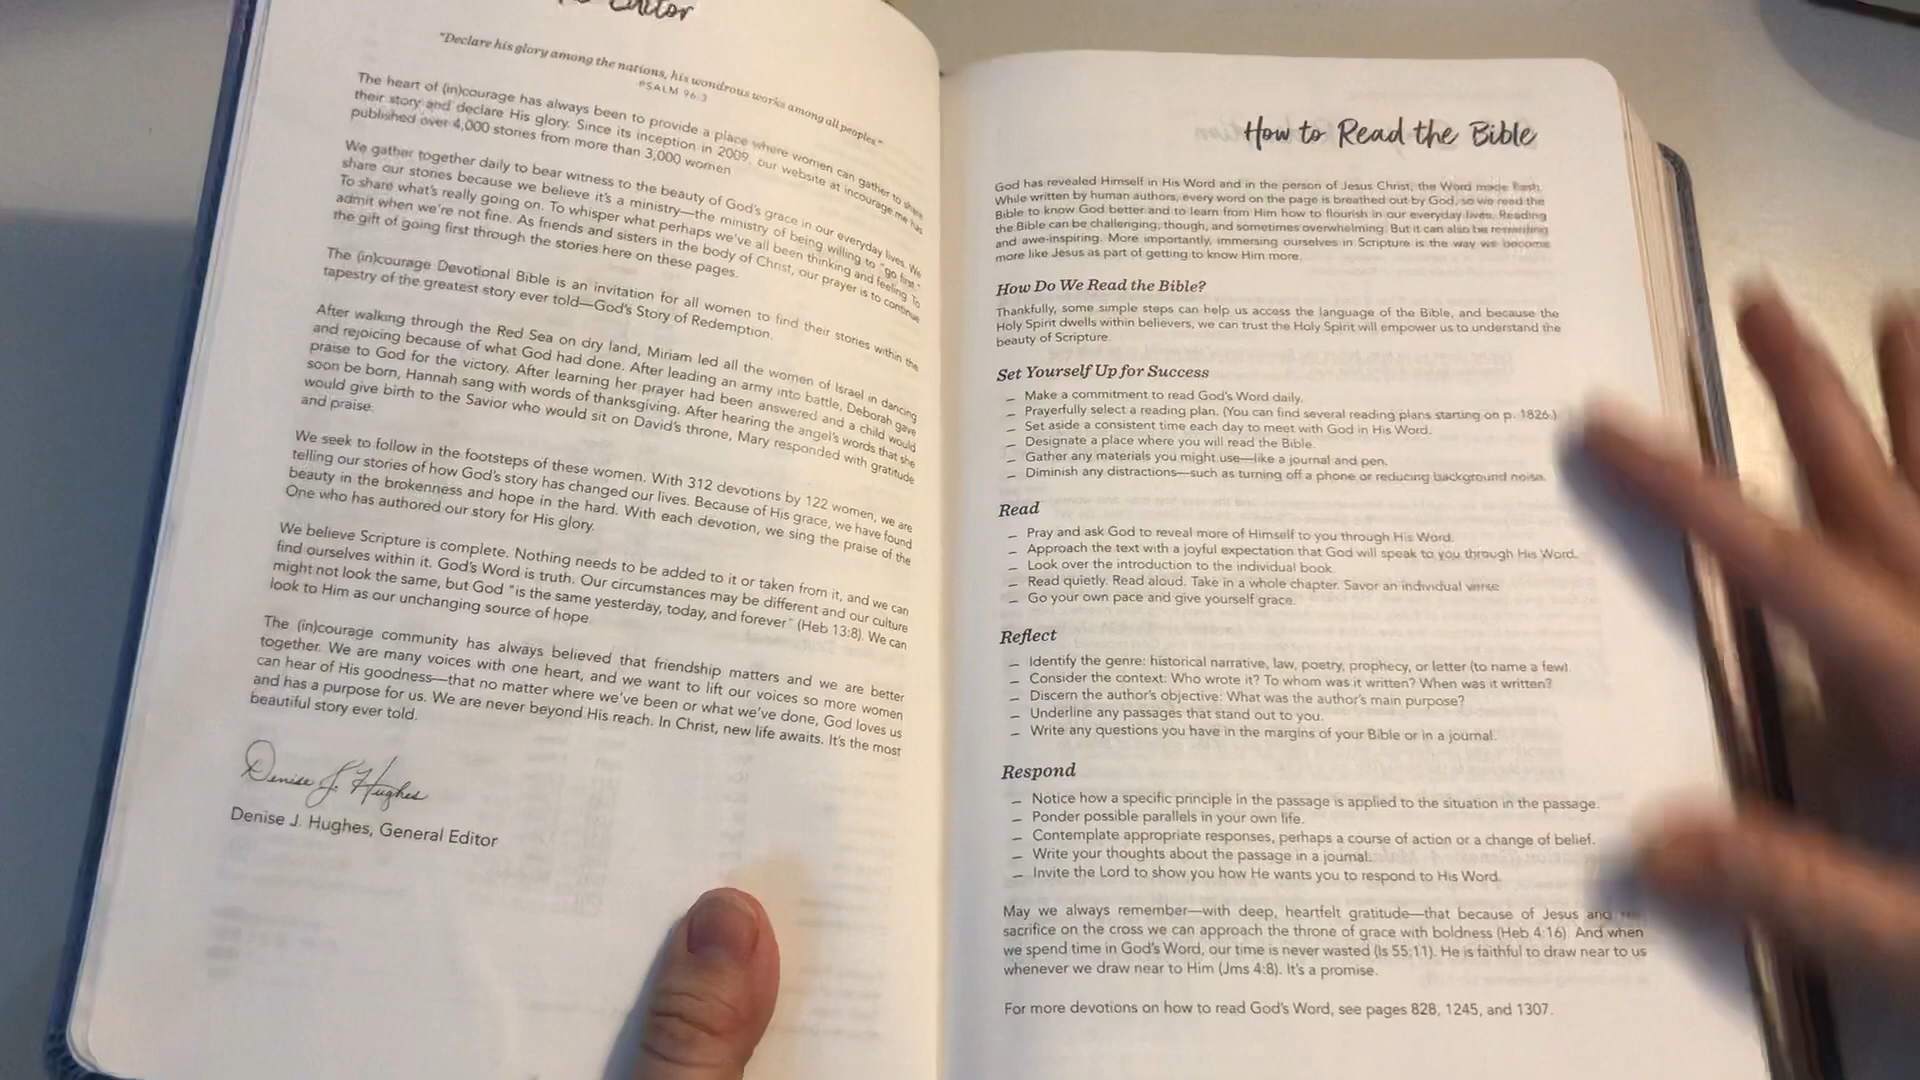 Editor
"Declare his glory among the nations, his wondrous works among all peoples."
PSALM 96:3
The heart of (in)courage has always been to provide a place where women can gather to share
their story and declare His glory. Since its inception in 2009, our website at incourage.me has
published over 4,000 stories from more than 3,000 women
We gather together daily to bear witness to the beauty of God's grace in our everyday lives. We
share our stories because we believe it's a ministry—the ministry of being willing to "go first."
To share what's really going on. To whisper what perhaps we've all been thinking and feeling. To
admit when we're not fine. As friends and sisters in the body of Christ, our prayer is to continue
the gift of going first through the stories here on these pages.
The (in)courage Devotional Bible is an invitation for all women to find their stories within the
tapestry of the greatest story ever told—God's Story of Redemption.
After walking through the Red Sea on dry land, Miriam led all the women of Israel in dancing
and rejoicing because of what God had done. After leading an army into battle, Deborah gave
praise to God for the victory. After learning her prayer had been answered and a child would
soon be born, Hannah sang with words of thanksgiving. After hearing the angel's words that she
would give birth to the Savior who would sit on David's throne, Mary responded with gratitude
and praise.
We seek to follow in the footsteps of these women. With 312 devotions by 122 women, we are
telling our stories of how God's story has changed our lives. Because of His grace, we have found
beauty in the brokenness and hope in the hard. With each devotion, we sing the praise of the
One who has authored our story for His glory.
We believe Scripture is complete. Nothing needs to be added to it or taken from it, and we can
find ourselves within it. God's Word is truth. Our circumstances may be different and our culture
might not look the same, but God "is the same yesterday, today, and forever" (Heb 13:8). We can
look to Him as our unchanging source of hope.
The (in)courage community has always believed that friendship matters and we are better
together. We are many voices with one heart, and we want to lift our voices so more women
can hear of His goodness—that no matter where we've been or what we've done, God loves us
and has a purpose for us. We are never beyond His reach. In Christ, new life awaits. It's the most
beautiful story ever told.
Denise J. Hughes
Denise J. Hughes, General Editor
How to Read the Bible
God has revealed Himself in His Word and in the person of Jesus Christ, the Word made flesh.
While written by human authors, every word on the page is breathed out by God, so we read the
Bible to know God better and to learn from Him how to flourish in our everyday lives. Reading
the Bible can be challenging, though, and sometimes overwhelming. But it can also be rewarding
and awe-inspiring. More importantly, immersing ourselves in Scripture is the way we become
more like Jesus as part of getting to know Him more.
How Do We Read the Bible?
Thankfully, some simple steps can help us access the language of the Bible, and because the
Holy Spirit dwells within believers, we can trust the Holy Spirit will empower us to understand the
beauty of Scripture.
Set Yourself Up for Success
– Make a commitment to read God's Word daily.
– Prayerfully select a reading plan. (You can find several reading plans starting on p. 1826.)
– Set aside a consistent time each day to meet with God in His Word.
– Designate a place where you will read the Bible.
– Gather any materials you might use—like a journal and pen.
– Diminish any distractions—such as turning off a phone or reducing background noise.
Read
– Pray and ask God to reveal more of Himself to you through His Word.
– Approach the text with a joyful expectation that God will speak to you through His Word.
– Look over the introduction to the individual book.
– Read quietly. Read aloud. Take in a whole chapter. Savor an individual verse.
– Go your own pace and give yourself grace.
Reflect
– Identify the genre: historical narrative, law, poetry, prophecy, or letter (to name a few).
– Consider the context: Who wrote it? To whom was it written? When was it written?
– Discern the author's objective: What was the author's main purpose?
– Underline any passages that stand out to you.
– Write any questions you have in the margins of your Bible or in a journal.
Respond
– Notice how a specific principle in the passage is applied to the situation in the passage.
– Ponder possible parallels in your own life.
– Contemplate appropriate responses, perhaps a course of action or a change of belief.
– Write your thoughts about the passage in a journal.
– Invite the Lord to show you how He wants you to respond to His Word.
May we always remember—with deep, heartfelt gratitude—that because of Jesus and
sacrifice on the cross we can approach the throne of grace with boldness (Heb 4:16). And when
we spend time in God's Word, our time is never wasted (Is 55:11). He is faithful to draw near to us
whenever we draw near to Him (Jms 4:8). It's a promise.
For more devotions on how to read God's Word, see pages 828, 1245, and 1307.